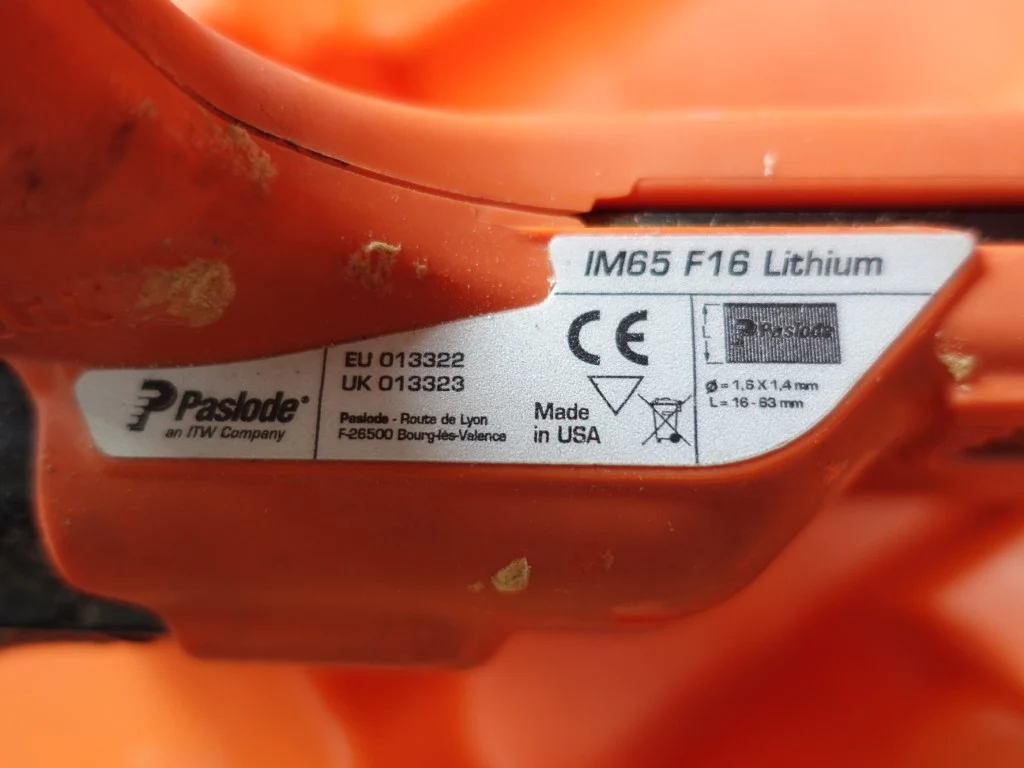 IM65 F16 Lithium
Paslode®
an ITW Company
EU 013322
UK 013323
Paslode - Route de Lyon
F-26500 Bourg-lès-Valence
CE
Made
in USA
Paslode
L
ø = 1,6 X 1,4 mm
L = 16 - 63 mm